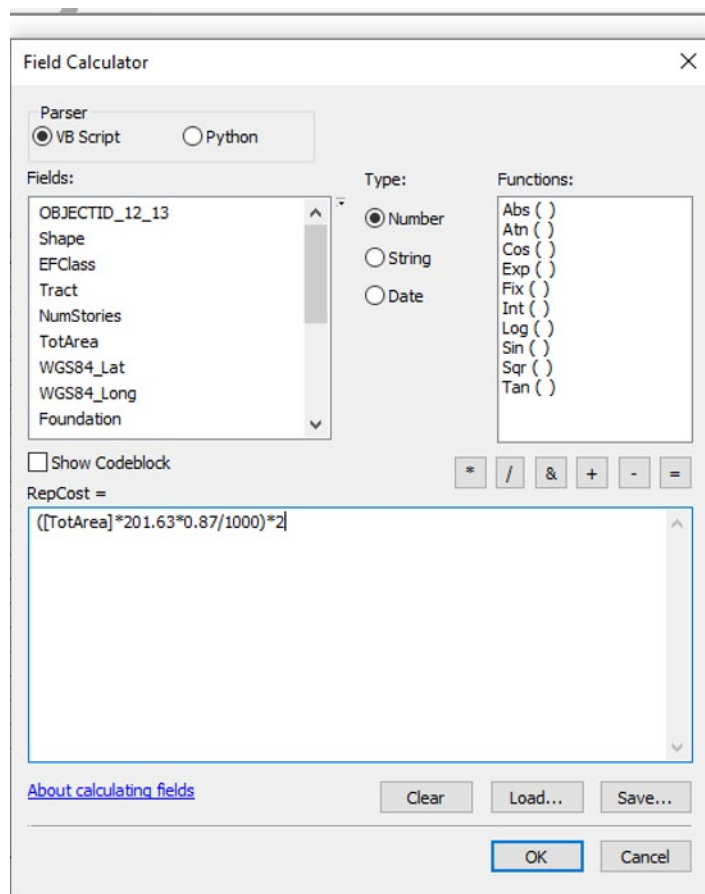 Field Calculator
Parser
VB Script Python
Fields: Type: Functions:
OBJECTID_12_13
Shape
EFClass
Tract
NumStories
TotArea
WGS84_Lat
WGS84_Long
Foundation
Number
String
Date
Abs ( )
Atn ( )
Cos ( )
Exp ( )
Fix ( )
Int ( )
Log ( )
Sin ( )
Sqr ( )
Tan ( )
Show Codeblock
* / & + - =
RepCost =
([TotArea]*201.63*0.87/1000)*2
About calculating fields
Clear Load... Save...
OK Cancel